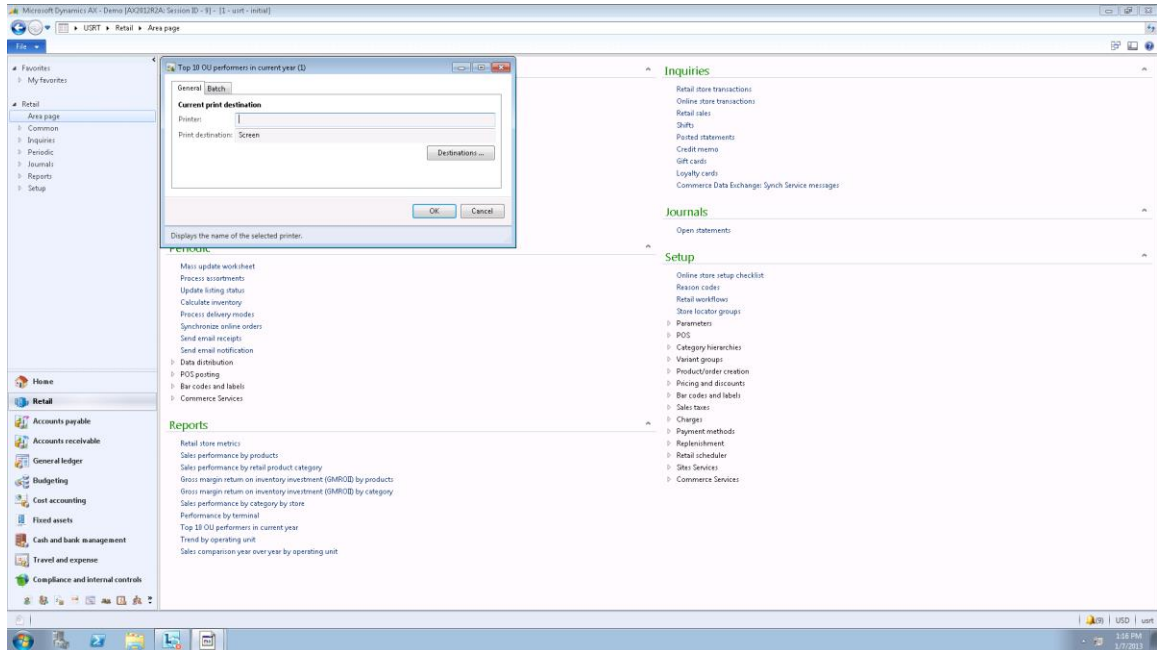 Microsoft Dynamics AX - Demo [AX2012R2A: Session ID - 9] - [1 - usrt - initial]
USRT ▸ Retail ▸ Area page
File
Favorites
My favorites
Retail
Area page
Common
Inquiries
Periodic
Journals
Reports
Setup
Home
Retail
Accounts payable
Accounts receivable
General ledger
Budgeting
Cost accounting
Fixed assets
Cash and bank management
Travel and expense
Compliance and internal controls
Top 10 OU performers in current year (1)
General Batch
Current print destination
Printer:
Print destination: Screen
Destinations ...
OK Cancel
Displays the name of the selected printer.
Periodic
Mass update worksheet
Process assortments
Update listing status
Calculate inventory
Process delivery modes
Synchronize online orders
Send email receipts
Send email notification
Data distribution
POS posting
Bar codes and labels
Commerce Services
Reports
Retail store metrics
Sales performance by products
Sales performance by retail product category
Gross margin return on inventory investment (GMROII) by products
Gross margin return on inventory investment (GMROII) by category
Sales performance by category by store
Performance by terminal
Top 10 OU performers in current year
Trend by operating unit
Sales comparison year over year by operating unit
Inquiries
Retail store transactions
Online store transactions
Retail sales
Shifts
Posted statements
Credit memo
Gift cards
Loyalty cards
Commerce Data Exchange: Synch Service messages
Journals
Open statements
Setup
Online store setup checklist
Reason codes
Retail workflows
Store locator groups
Parameters
POS
Category hierarchies
Variant groups
Product/order creation
Pricing and discounts
Bar codes and labels
Sales taxes
Charges
Payment methods
Replenishment
Retail scheduler
Sites Services
Commerce Services
(9) USD usrt
1:16 PM
1/7/2013